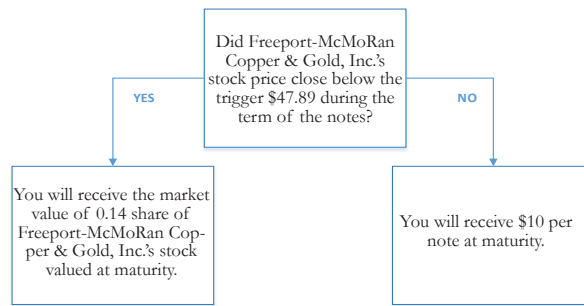 Did Freeport-McMoRan
Copper & Gold, Inc.'s
stock price close below the
trigger $47.89 during the
term of the notes?
YES
NO
You will receive the market
value of 0.14 share of
Freeport-McMoRan Cop-
per & Gold, Inc.'s stock
valued at maturity.
You will receive $10 per
note at maturity.